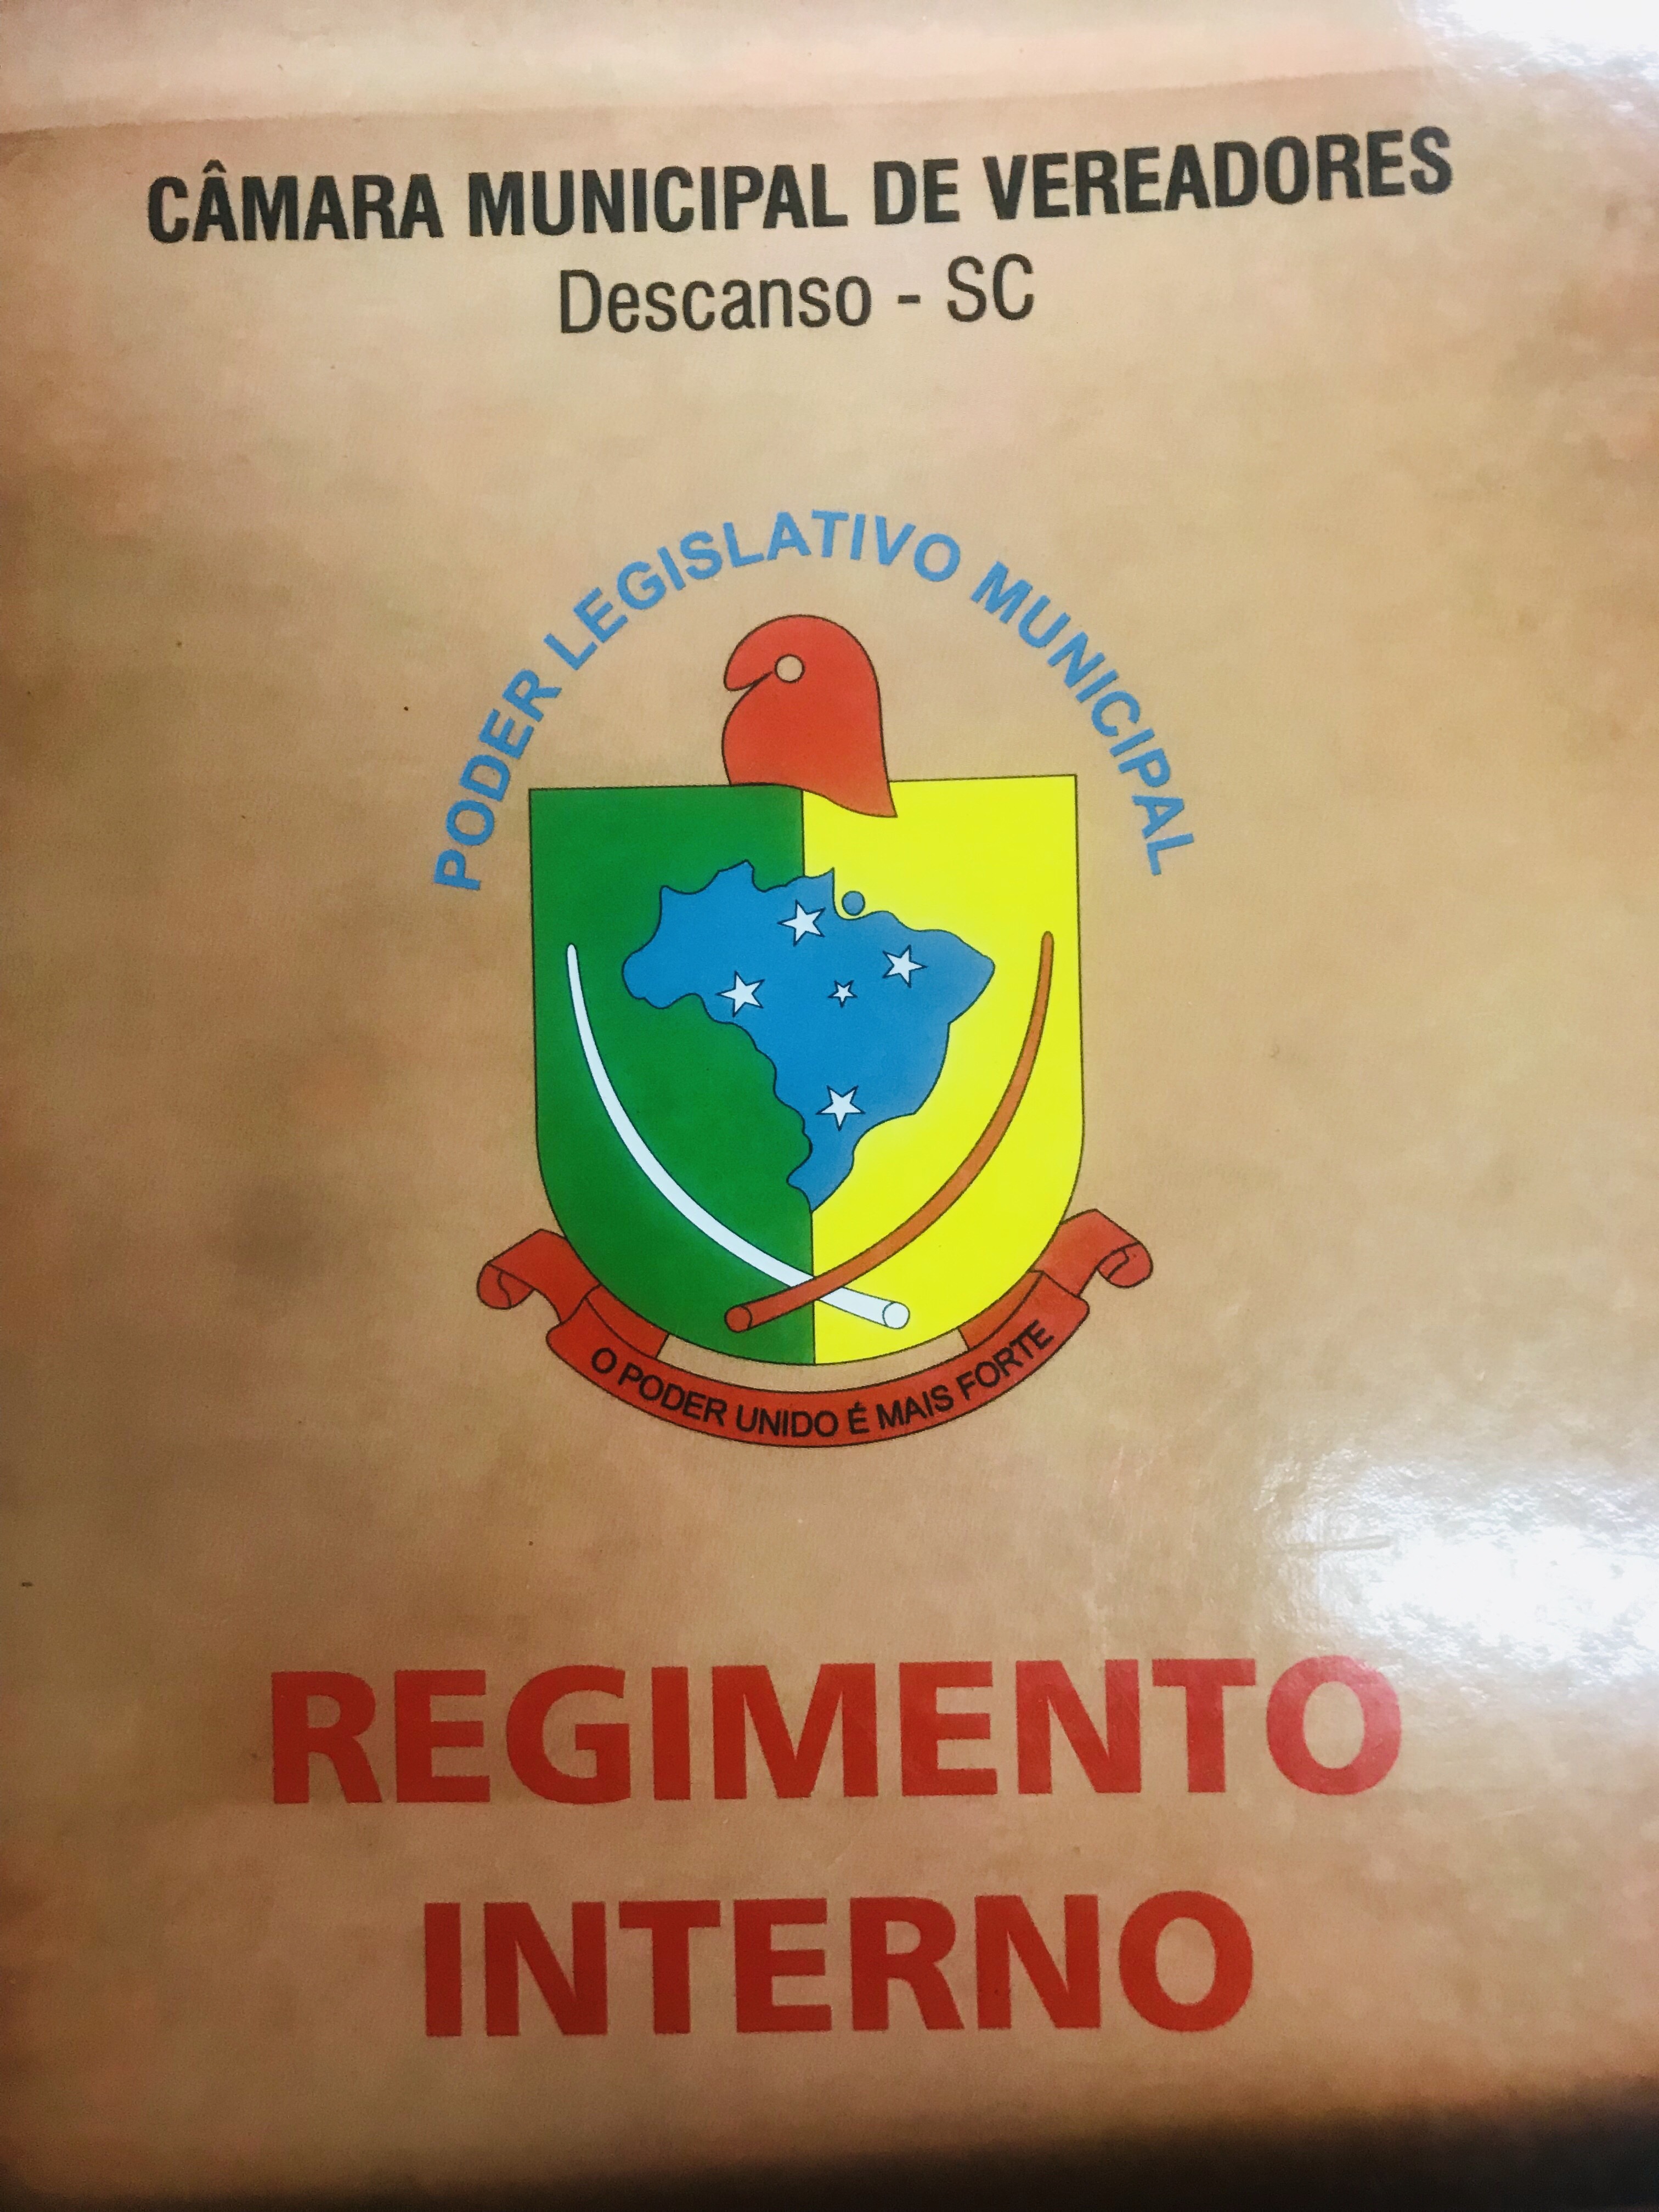 CÂMARA MUNICIPAL DE VEREADORES
Descanso - SC
PODER LEGISLATIVO MUNICIPAL
O PODER UNIDO É MAIS FORTE
REGIMENTO
INTERNO